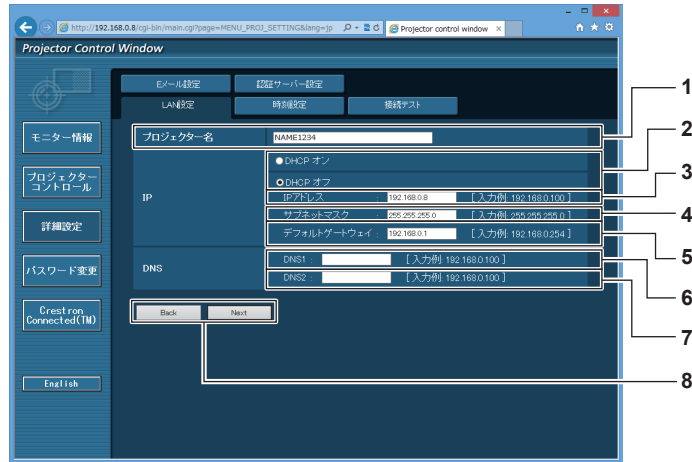 http://192.168.0.8/cgi-bin/main.cgi?page=MENU_PROJ_SETTING&lang=jp
Projector control window
Projector Control Window
Eメール設定 認証サーバー設定
LAN設定 時刻設定 接続テスト
モニター情報
プロジェクター
コントロール
詳細設定
パスワード変更
Crestron
Connected(TM)
English
プロジェクター名 NAME1234
IP
DHCP オン
DHCP オフ
IPアドレス : 192.168.0.8 [ 入力例: 192.168.0.100 ]
サブネットマスク : 255.255.255.0 [ 入力例: 255.255.255.0 ]
デフォルトゲートウェイ : 192.168.0.1 [ 入力例: 192.168.0.254 ]
DNS
DNS1 : [ 入力例: 192.168.0.100 ]
DNS2 : [ 入力例: 192.168.0.100 ]
Back Next
1
2
3
4
5
6
7
8